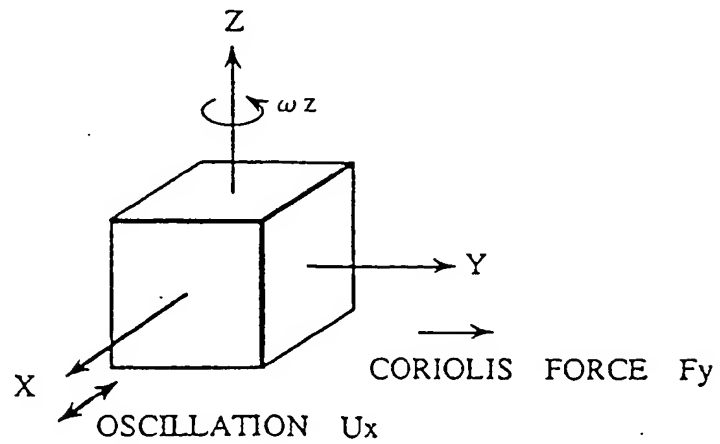 Z
ωz
Y
CORIOLIS FORCE Fy
X
OSCILLATION Ux